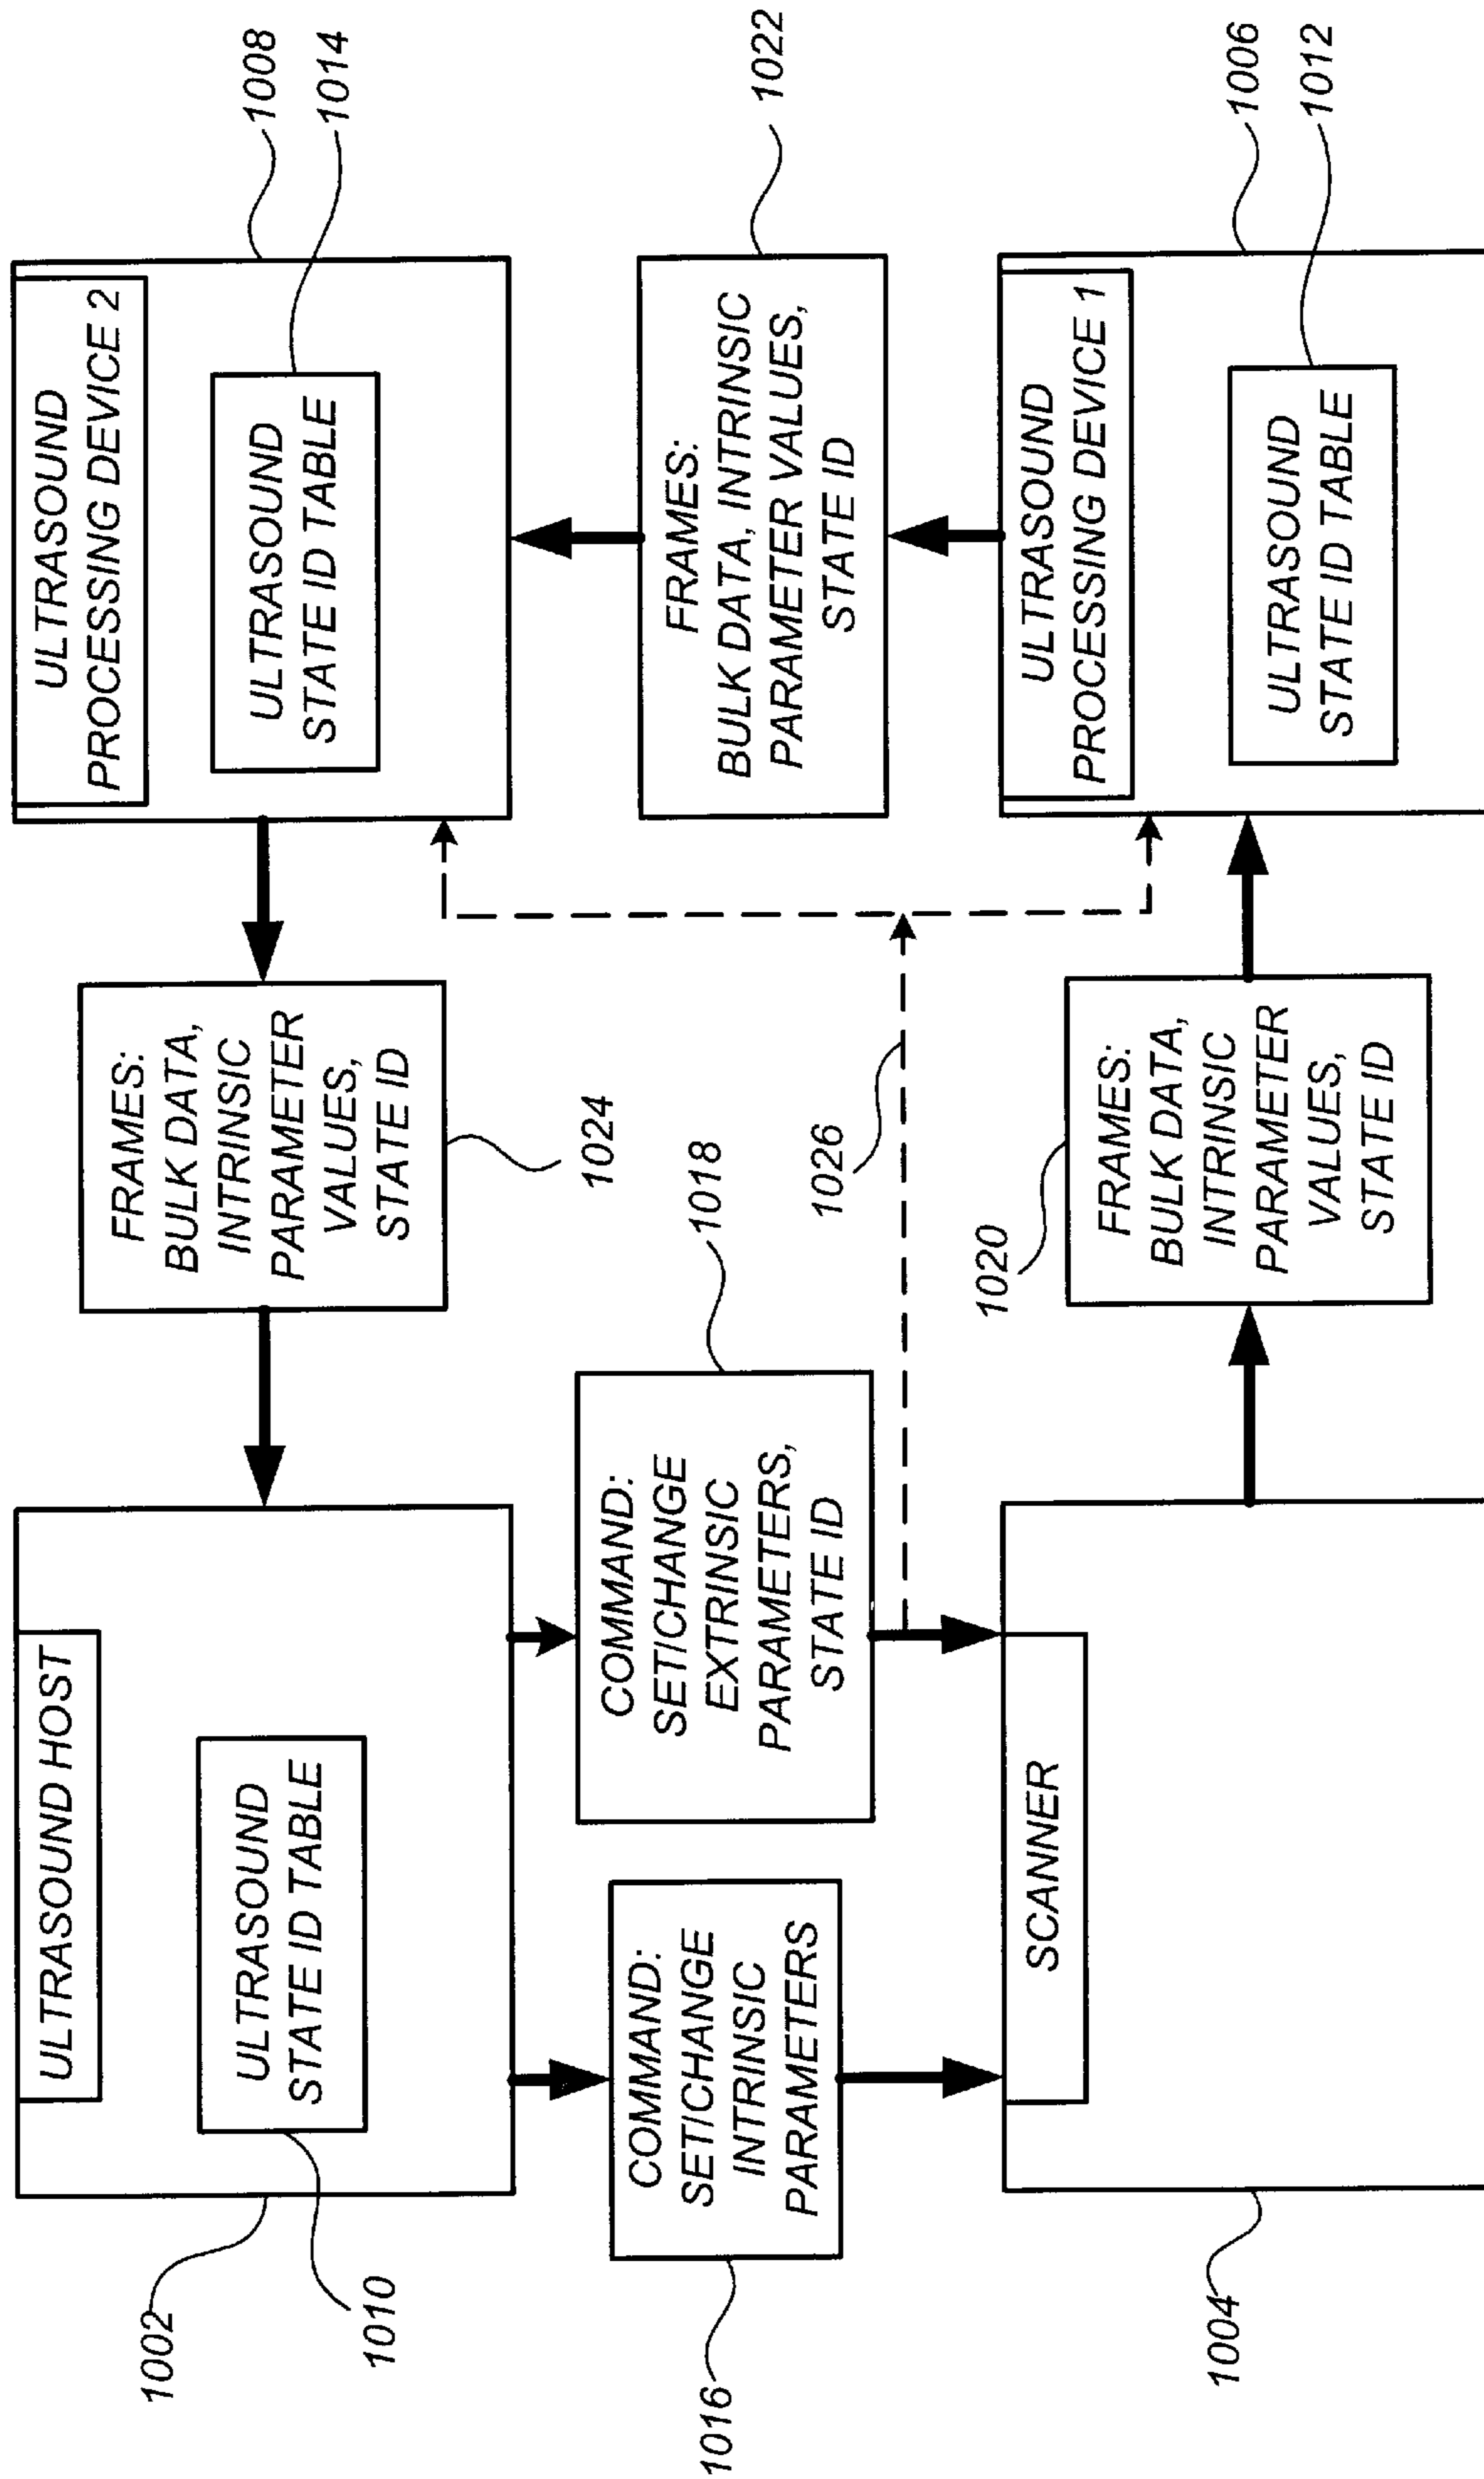 1002
ULTRASOUND HOST
ULTRASOUND
STATE ID TABLE
1010
FRAMES:
BULK DATA,
INTRINSIC
PARAMETER
VALUES,
STATE ID
1024
ULTRASOUND
PROCESSING DEVICE 2
ULTRASOUND
STATE ID TABLE
1008
1014
1016
COMMAND:
SET/CHANGE
INTRINSIC
PARAMETERS
COMMAND:
SET/CHANGE
EXTRINSIC
PARAMETERS,
STATE ID
1018
1026
FRAMES:
BULK DATA, INTRINSIC
PARAMETER VALUES,
STATE ID
1022
1004
SCANNER
1020
FRAMES:
BULK DATA,
INTRINSIC
PARAMETER
VALUES,
STATE ID
ULTRASOUND
PROCESSING DEVICE 1
ULTRASOUND
STATE ID TABLE
1006
1012